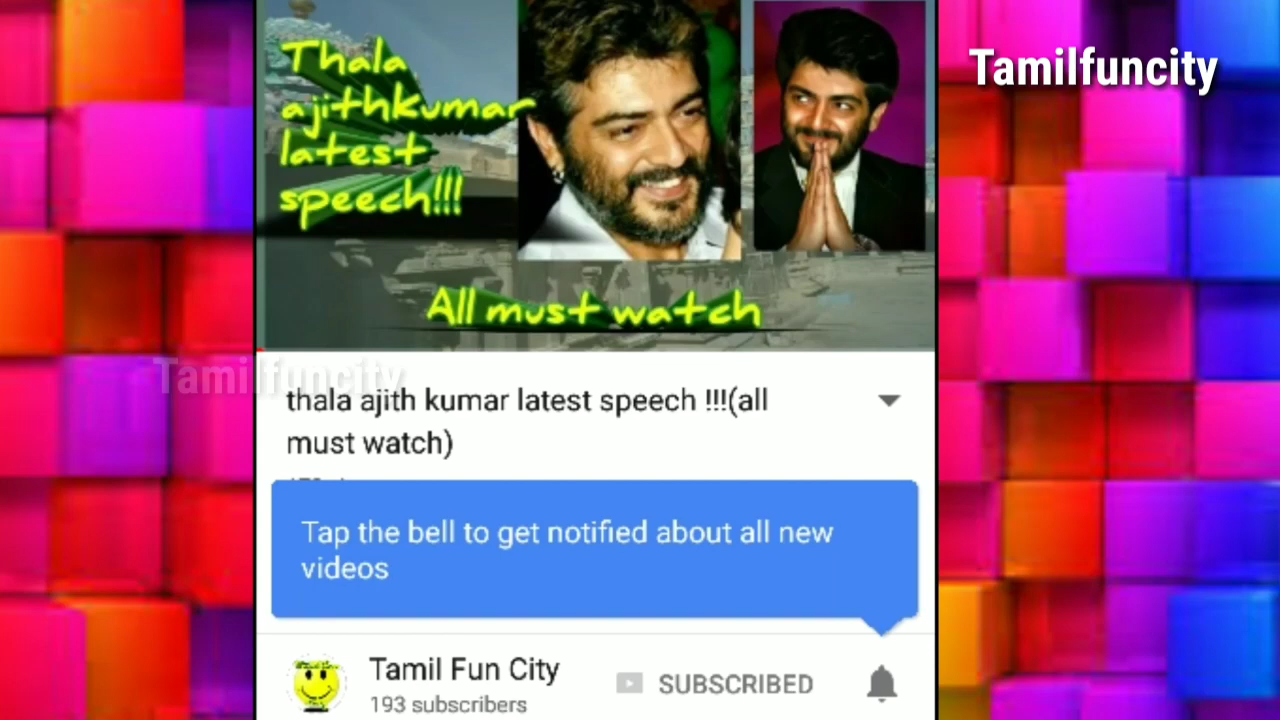 Thala
ajithkumar
latest
speech!!!
All must watch
Tamilfuncity
Tamilfuncity
thala ajith kumar latest speech !!!(all
must watch)
Tap the bell to get notified about all new
videos
Tamil Fun City
193 subscribers
SUBSCRIBED